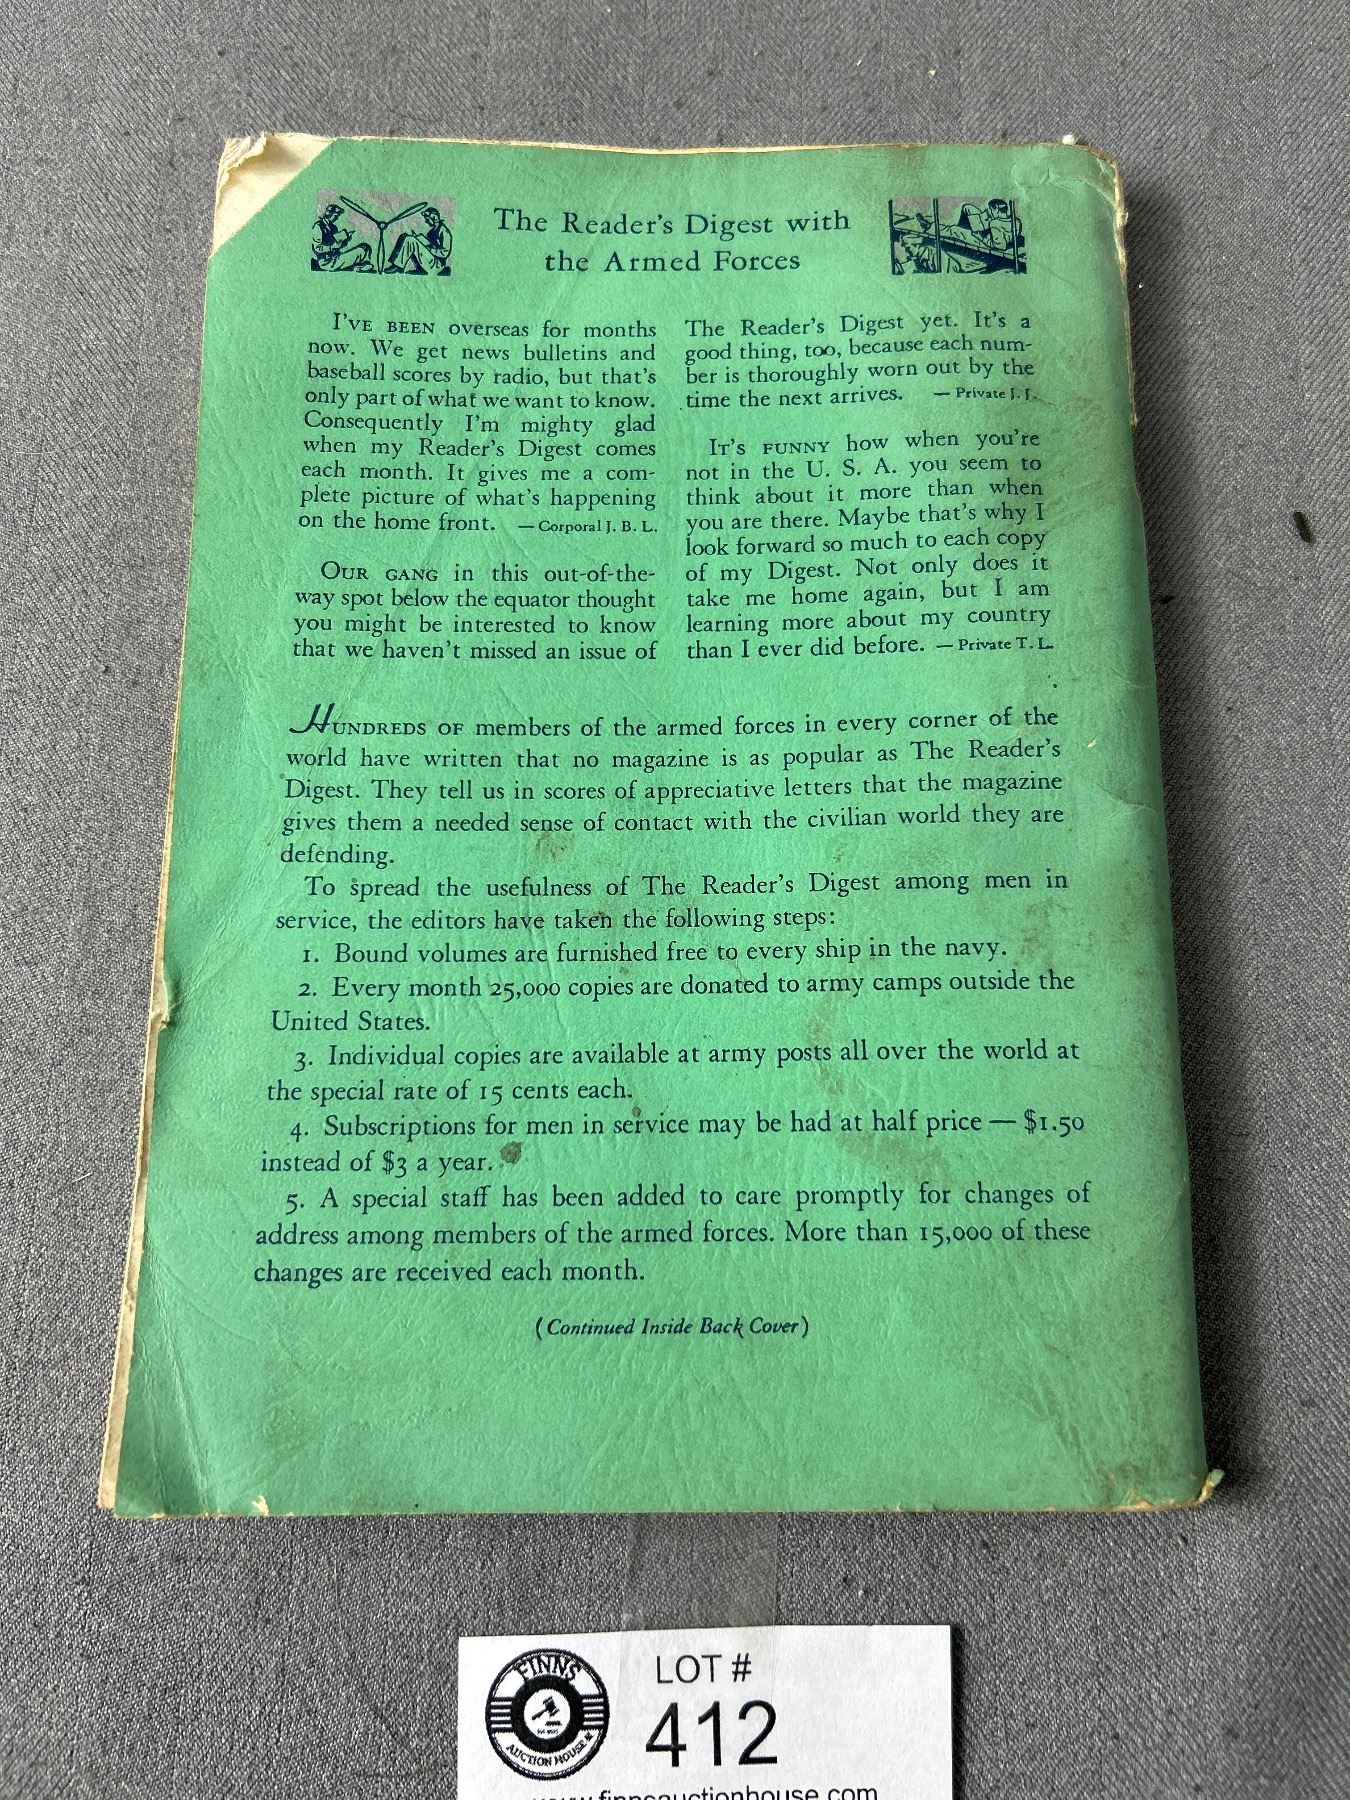 The Reader's Digest with
the Armed Forces
I'VE BEEN overseas for months
now. We get news bulletins and
baseball scores by radio, but that's
only part of what we want to know.
Consequently I'm mighty glad
when my Reader's Digest comes
each month. It gives me a com-
plete picture of what's happening
on the home front. — Corporal J. B. L.
OUR GANG in this out-of-the-
way spot below the equator thought
you might be interested to know
that we haven't missed an issue of
The Reader's Digest yet. It's a
good thing, too, because each num-
ber is thoroughly worn out by the
time the next arrives. — Private J. J.
IT'S FUNNY how when you're
not in the U. S. A. you seem to
think about it more than when
you are there. Maybe that's why I
look forward so much to each copy
of my Digest. Not only does it
take me home again, but I am
learning more about my country
than I ever did before. — Private T. L.
HUNDREDS OF members of the armed forces in every corner of the
world have written that no magazine is as popular as The Reader's
Digest. They tell us in scores of appreciative letters that the magazine
gives them a needed sense of contact with the civilian world they are
defending.
To spread the usefulness of The Reader's Digest among men in
service, the editors have taken the following steps:
1. Bound volumes are furnished free to every ship in the navy.
2. Every month 25,000 copies are donated to army camps outside the
United States.
3. Individual copies are available at army posts all over the world at
the special rate of 15 cents each.
4. Subscriptions for men in service may be had at half price — $1.50
instead of $3 a year.
5. A special staff has been added to care promptly for changes of
address among members of the armed forces. More than 15,000 of these
changes are received each month.
(Continued Inside Back Cover)
FINNS
AUCTION HOUSE
LOT #
412
www.finnsauctionhouse.com